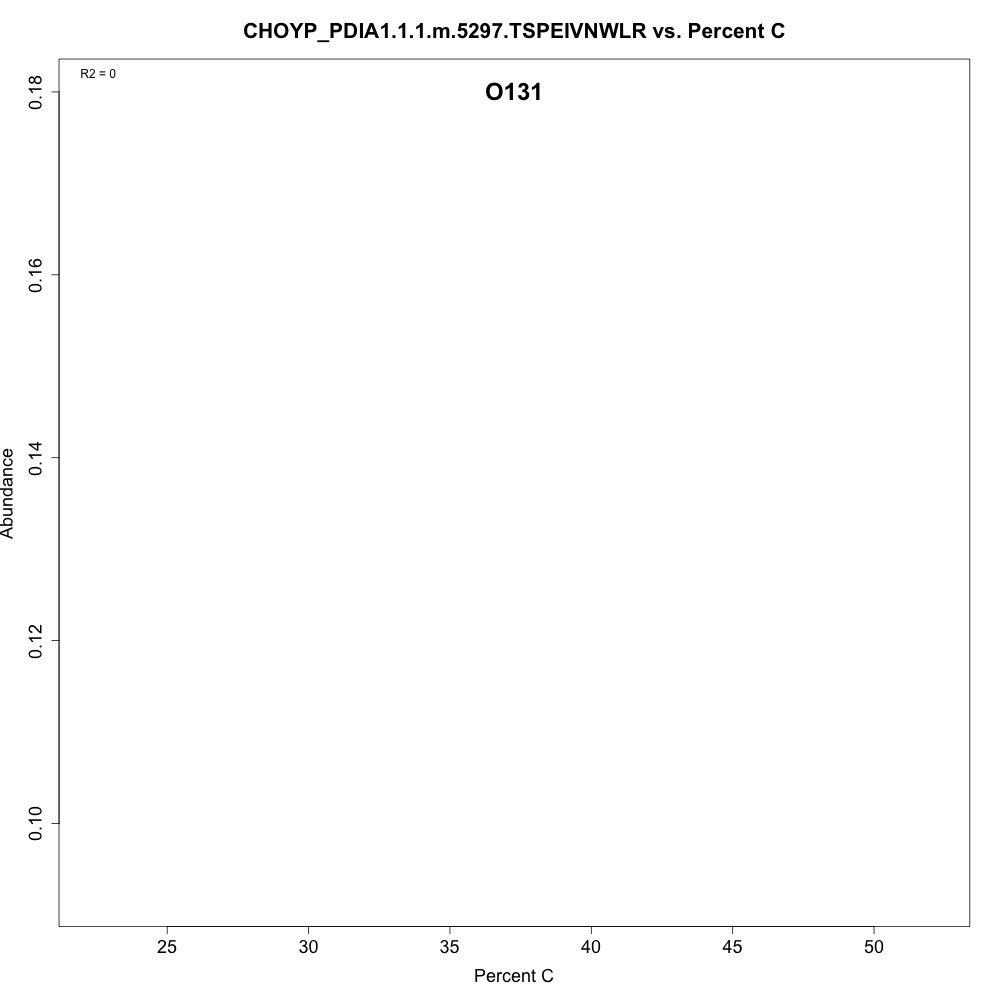 CHOYP_PDIA1.1.1.m.5297.TSPEIVNWLR vs. Percent C
R2 = 0
O131
0.18
0.16
0.14
0.12
0.10
Abundance
25 30 35 40 45 50
Percent C